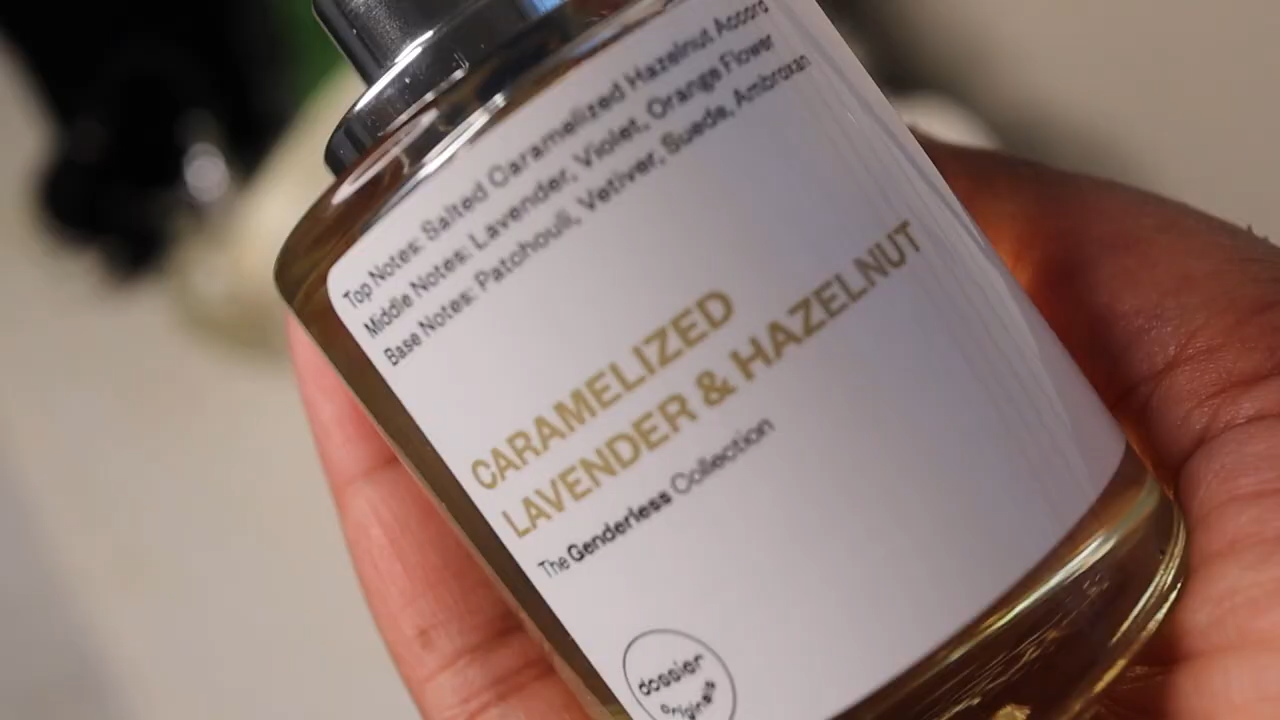 Top Notes: Salted Caramelized Hazelnut Accord
Middle Notes: Lavender, Violet, Orange Flower
Base Notes: Patchouli, Vetiver, Suede, Ambroxan
CARAMELIZED
LAVENDER & HAZELNUT
The Genderless Collection
dossier
originals